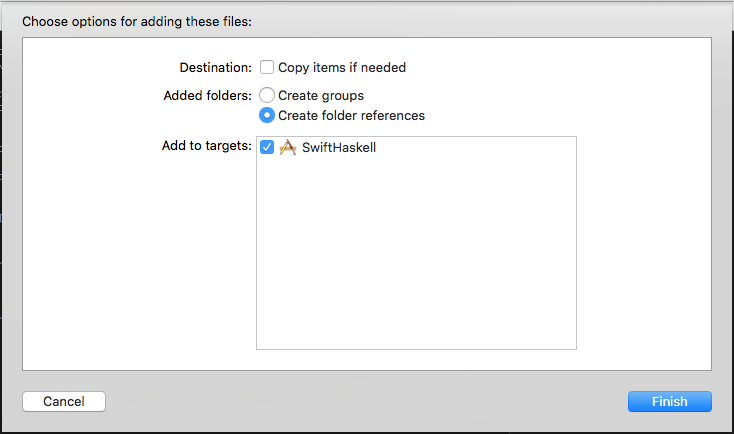 Choose options for adding these files:
Destination: Copy items if needed
Added folders: Create groups
Create folder references
Add to targets: SwiftHaskell
Cancel Finish